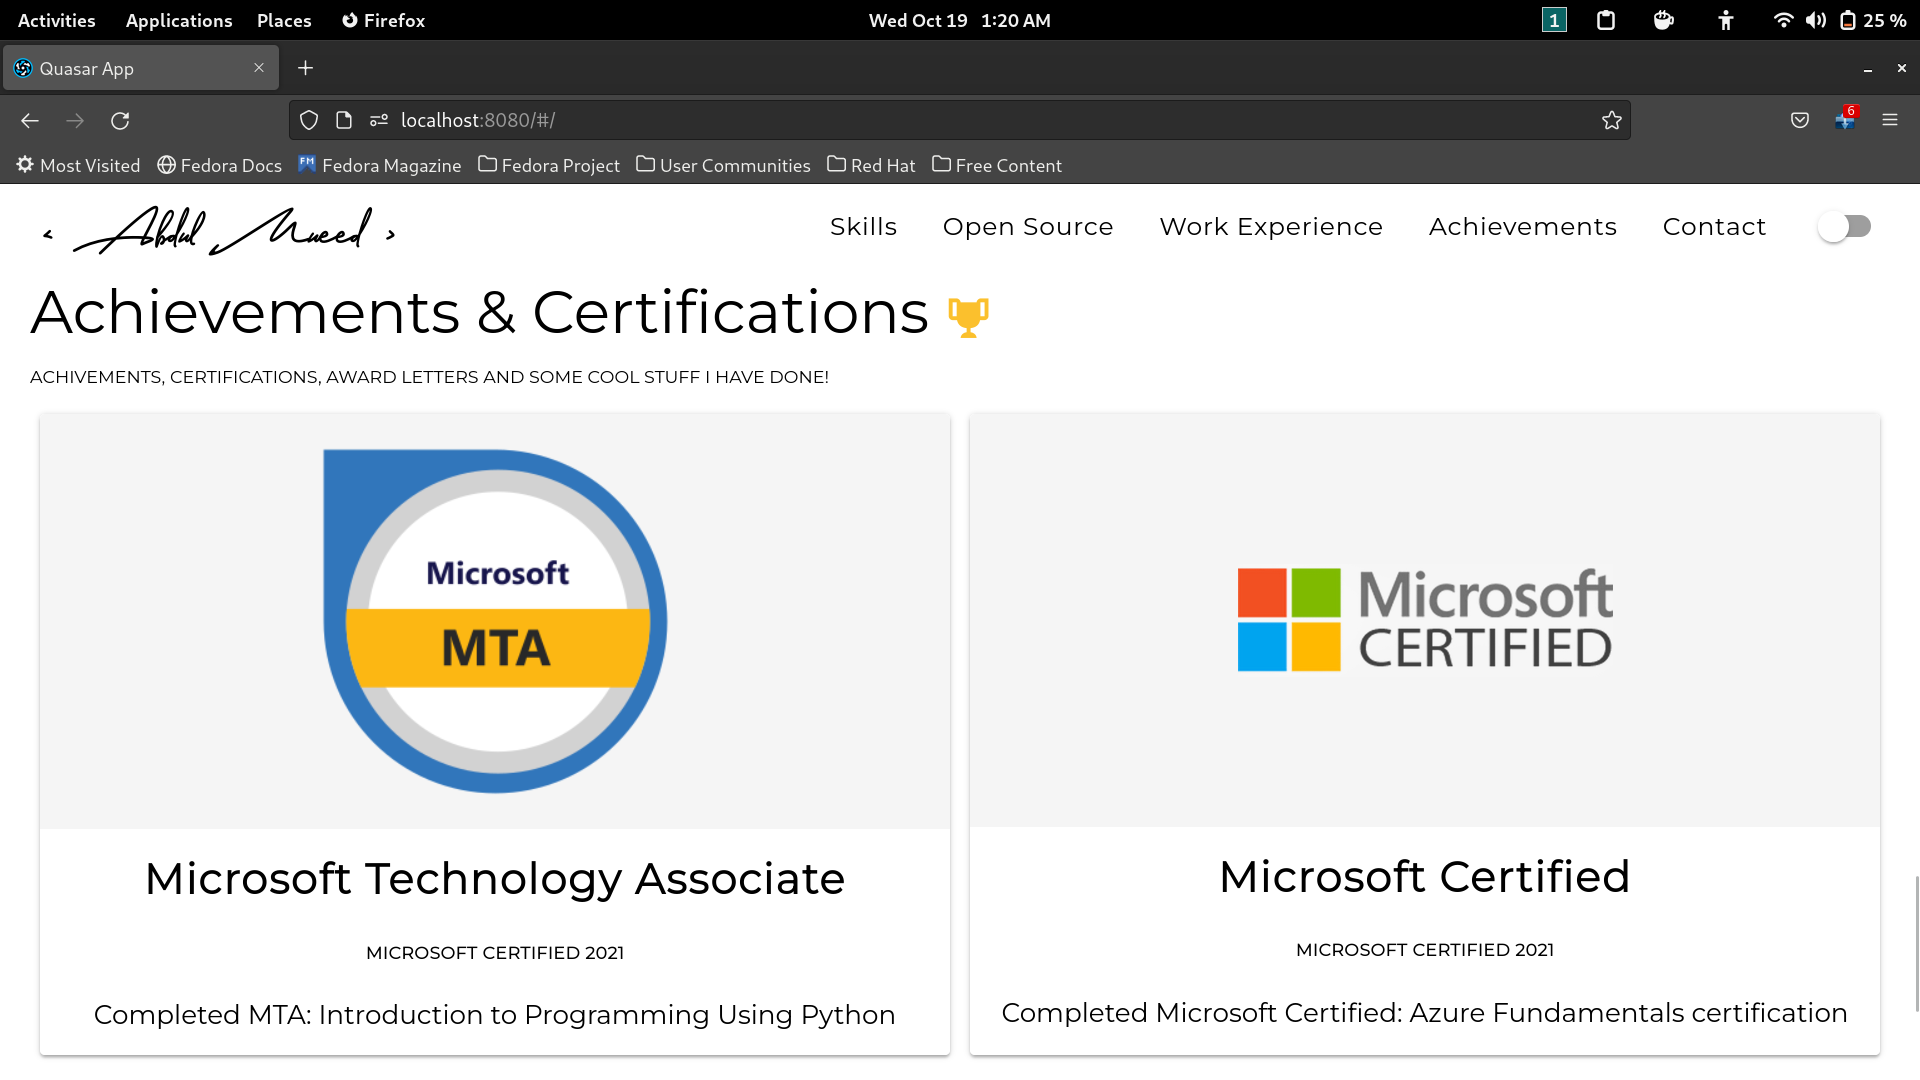 Activities Applications Places Firefox Wed Oct 19 1:20 AM 1 25 %
Quasar App
localhost:8080/#/ 6
Most Visited Fedora Docs FM Fedora Magazine Fedora Project User Communities Red Hat Free Content
< Abdul Mueed > Skills Open Source Work Experience Achievements Contact
Achievements & Certifications
ACHIVEMENTS, CERTIFICATIONS, AWARD LETTERS AND SOME COOL STUFF I HAVE DONE!
Microsoft
MTA
Microsoft Technology Associate
MICROSOFT CERTIFIED 2021
Completed MTA: Introduction to Programming Using Python
Microsoft
CERTIFIED
Microsoft Certified
MICROSOFT CERTIFIED 2021
Completed Microsoft Certified: Azure Fundamentals certification